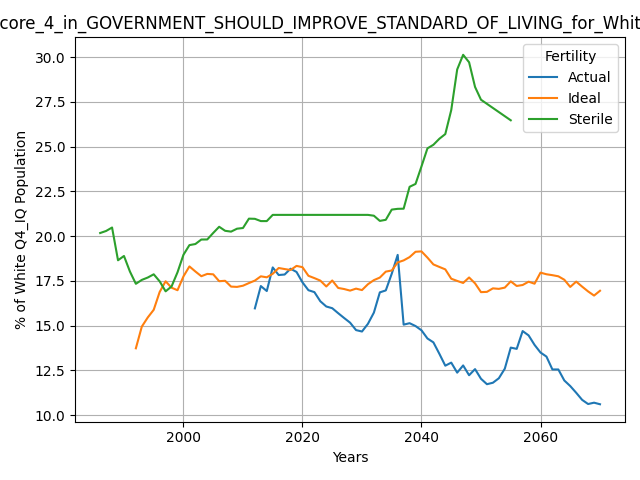 core_4_in_GOVERNMENT_SHOULD_IMPROVE_STANDARD_OF_LIVING_for_Whit
30.0
27.5
25.0
22.5
20.0
17.5
15.0
12.5
10.0
% of White Q4_IQ Population
Fertility
Actual
Ideal
Sterile
2000
2020
2040
2060
Years